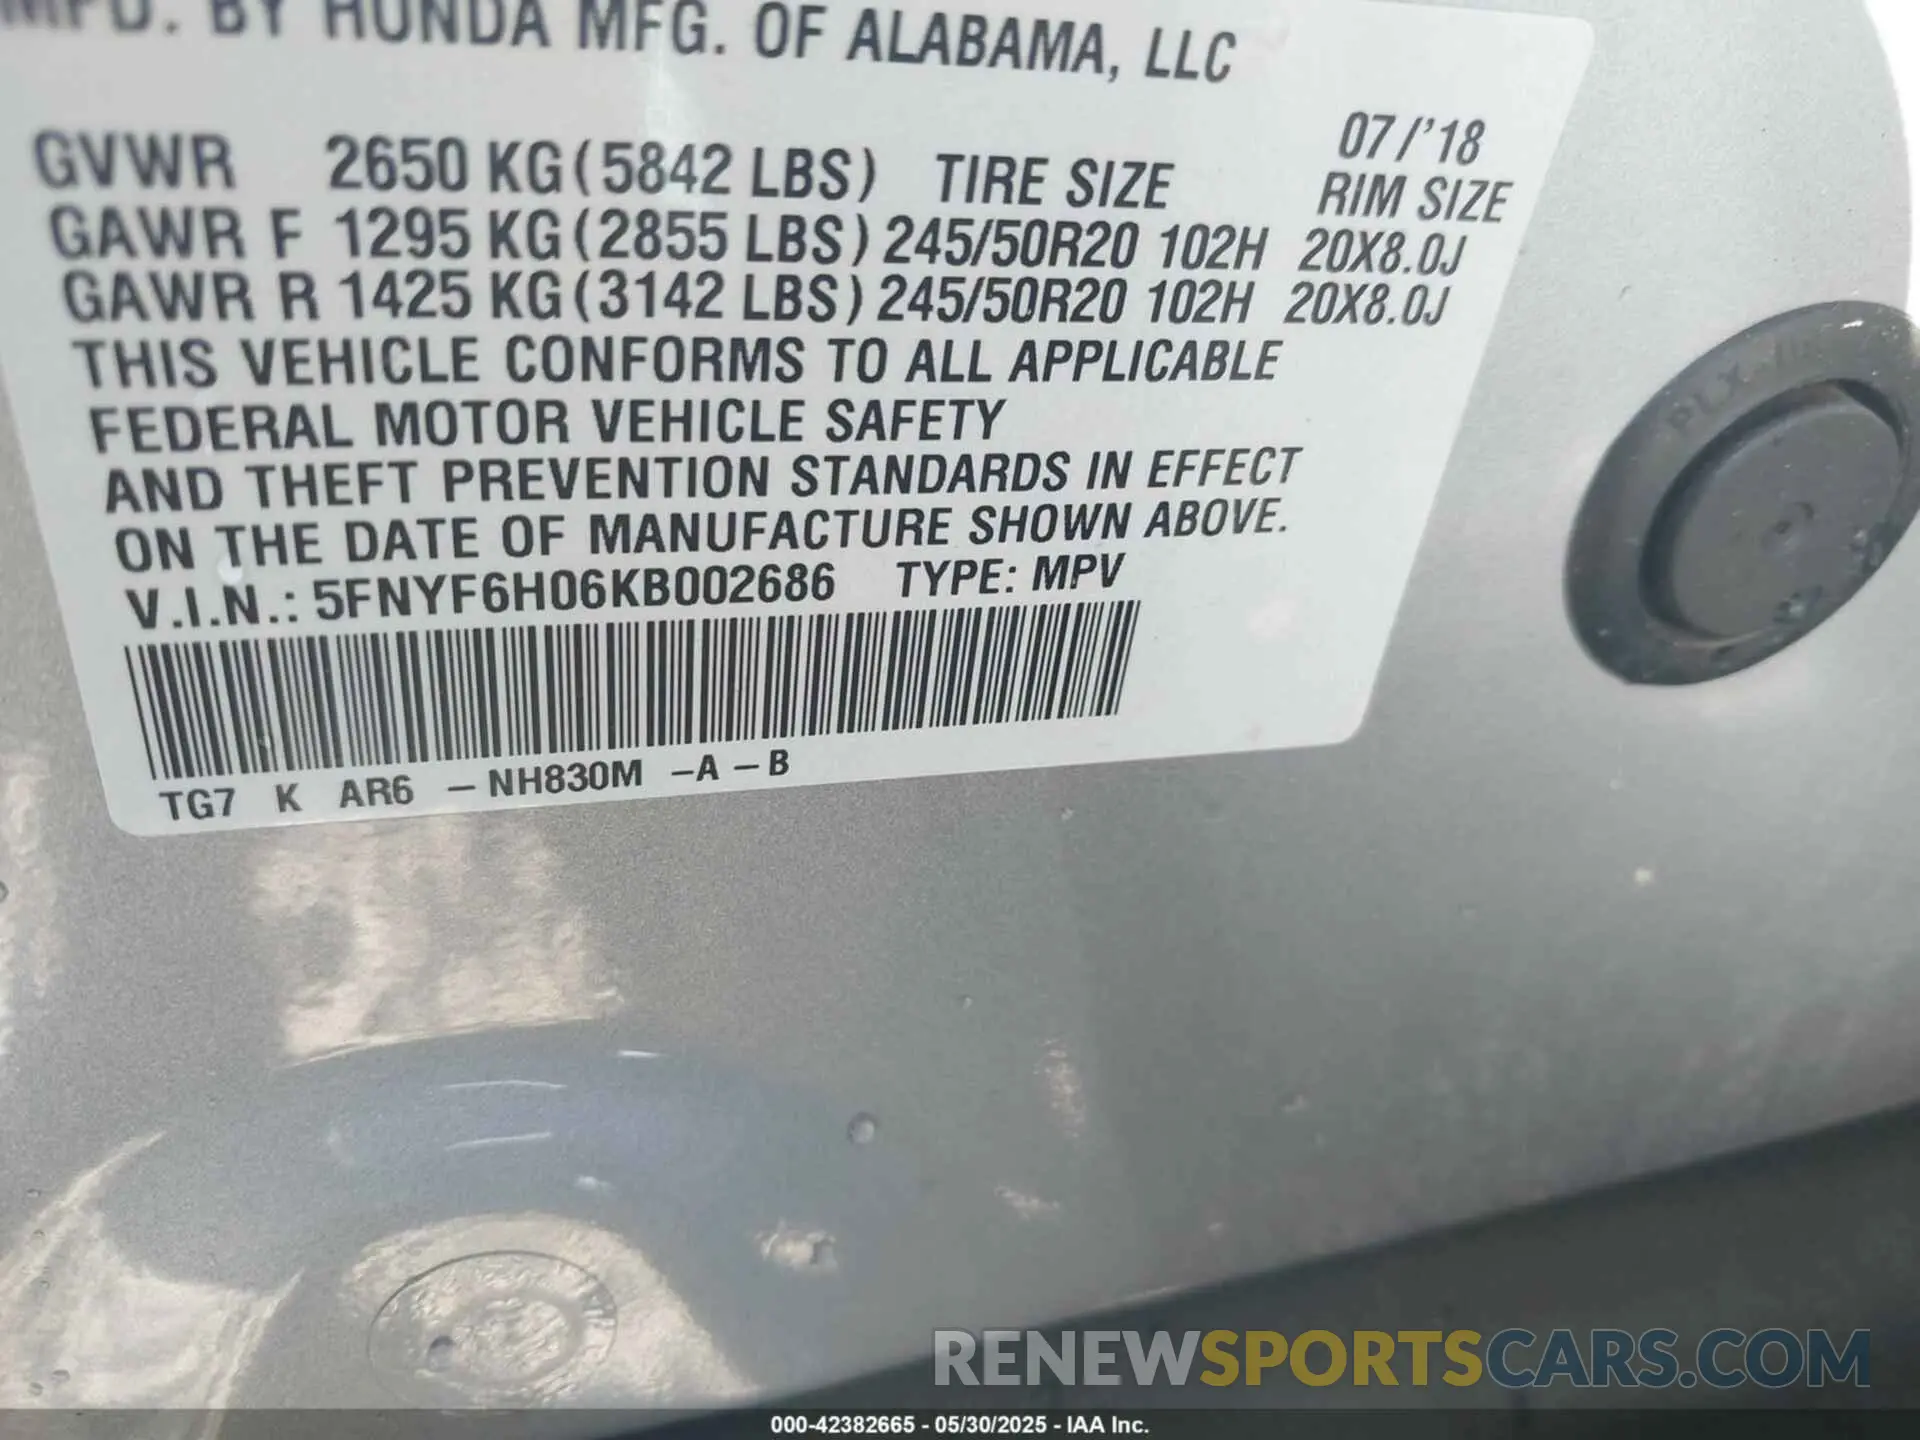 MFD. BY HONDA MFG. OF ALABAMA, LLC
07/'18
GVWR 2650 KG(5842 LBS) TIRE SIZE RIM SIZE
GAWR F 1295 KG(2855 LBS) 245/50R20 102H 20X8.0J
GAWR R 1425 KG(3142 LBS) 245/50R20 102H 20X8.0J
THIS VEHICLE CONFORMS TO ALL APPLICABLE
FEDERAL MOTOR VEHICLE SAFETY
AND THEFT PREVENTION STANDARDS IN EFFECT
ON THE DATE OF MANUFACTURE SHOWN ABOVE.
V.I.N.: 5FNYF6H06KB002686 TYPE: MPV
TG7 K AR6 –NH830M –A –B
RENEWSPORTSCARS.COM
000-42382665 - 05/30/2025 - IAA Inc.